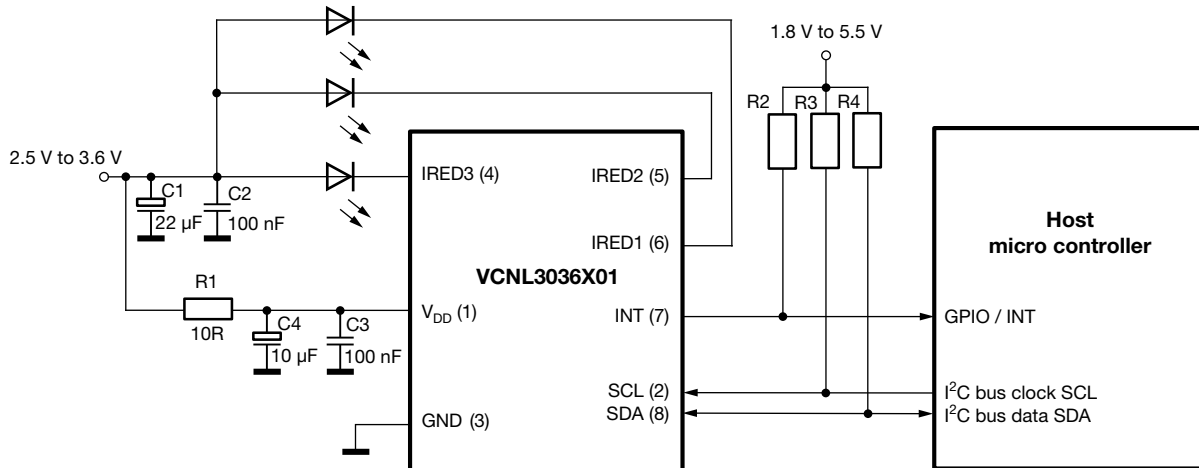 1.8 V to 5.5 V
R2
R3
R4
2.5 V to 3.6 V
C1
22 µF
C2
100 nF
IRED3 (4)
IRED2 (5)
IRED1 (6)
Host
micro controller
VCNL3036X01
R1
10R
C4
10 µF
C3
100 nF
VDD (1)
INT (7)
GPIO / INT
SCL (2)
I²C bus clock SCL
SDA (8)
I²C bus data SDA
GND (3)